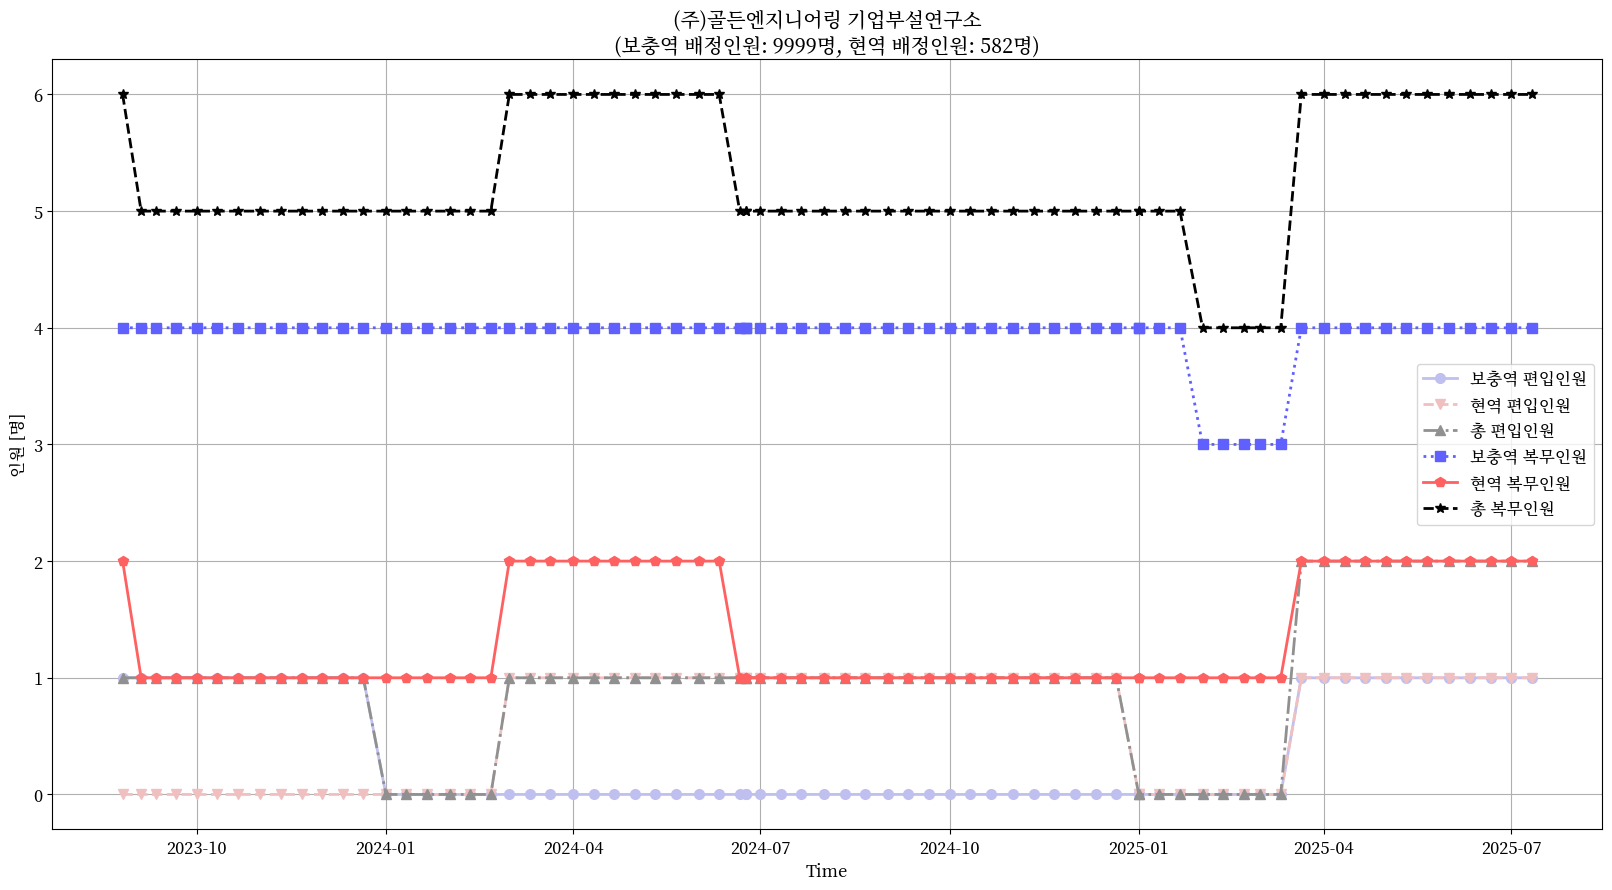 (주)골든엔지니어링 기업부설연구소
(보충역 배정인원: 9999명, 현역 배정인원: 582명)
6
5
4
3
2
1
0
인원 [명]
보충역 편입인원
현역 편입인원
총 편입인원
보충역 복무인원
현역 복무인원
총 복무인원
2023-10 2024-01 2024-04 2024-07 2024-10 2025-01 2025-04 2025-07
Time